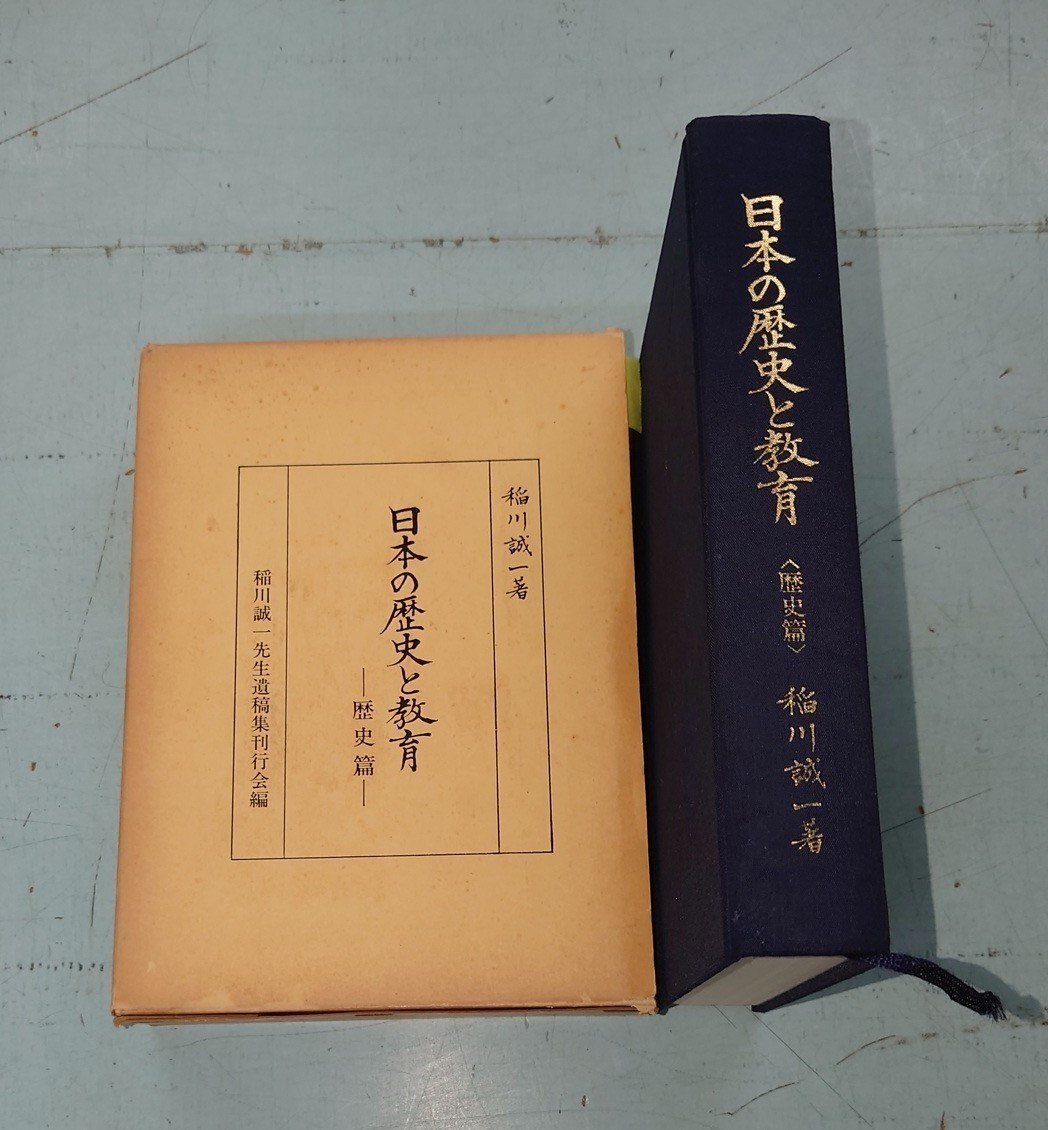 稲川誠一著
日本の歴史と教育
―歴史篇―
稲川誠一先生遺稿集刊行会編
日本の歴史と教育
〈歴史篇〉
稲川誠一著